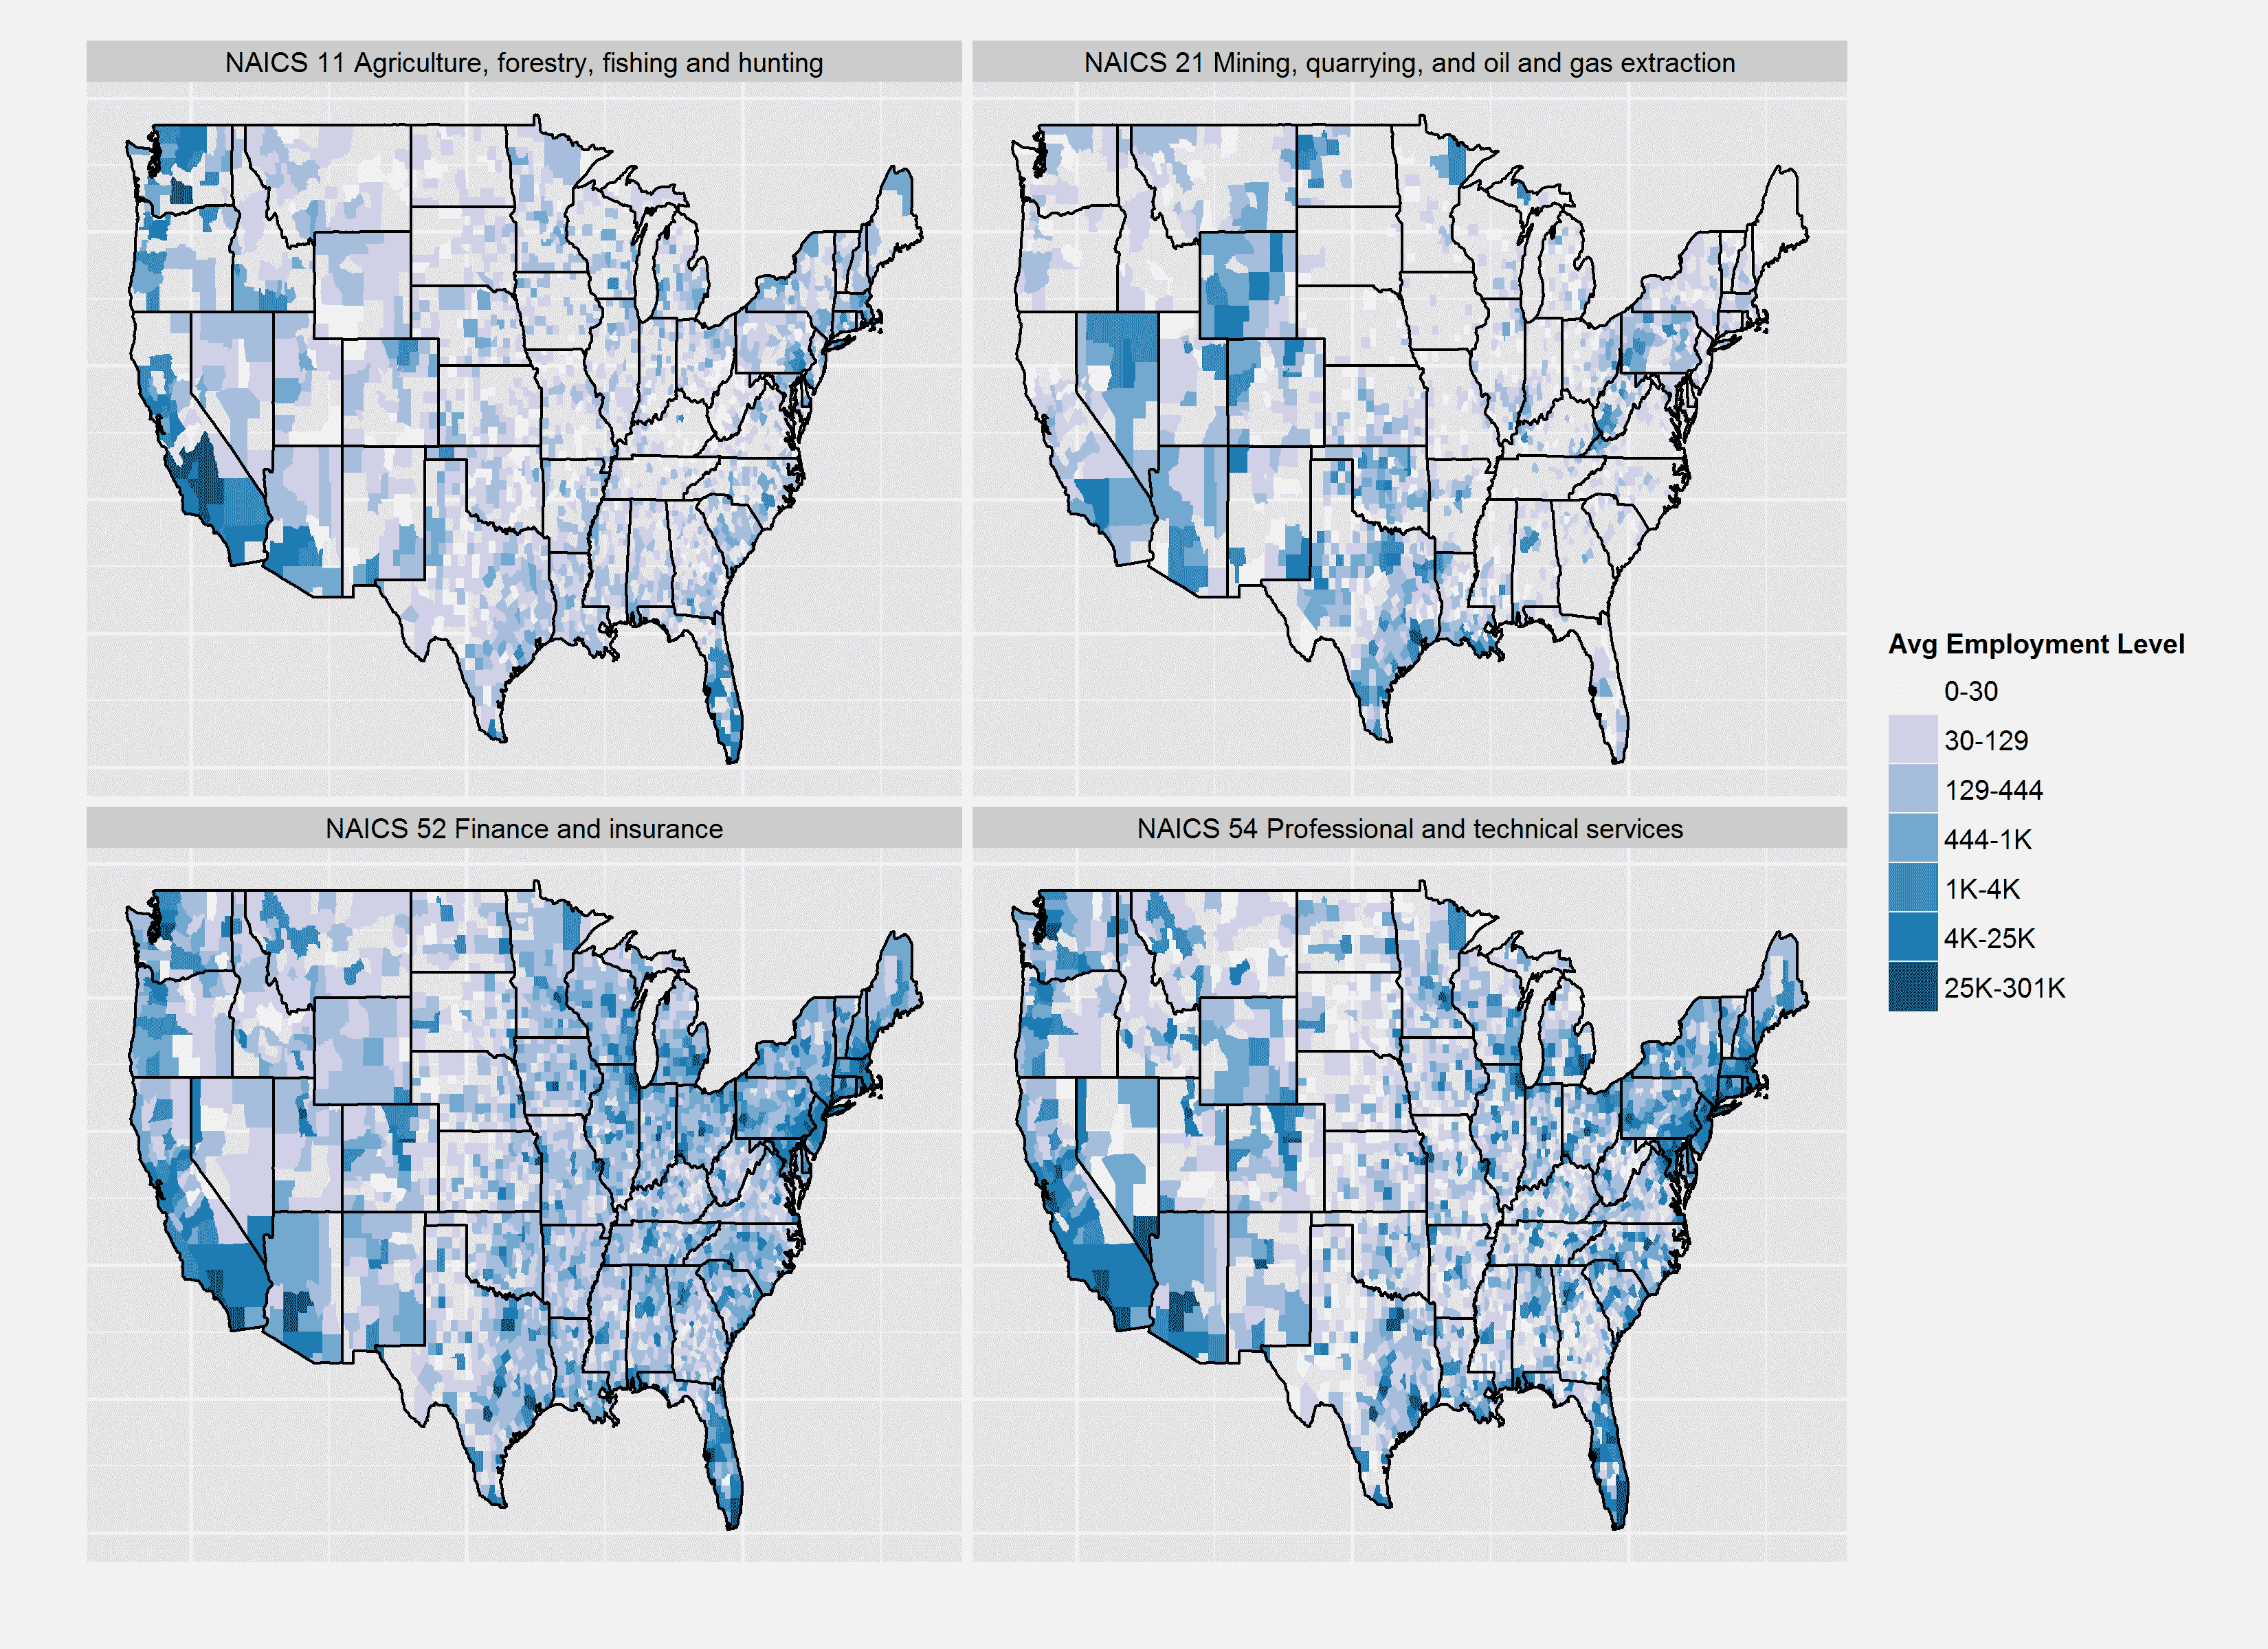 NAICS 11 Agriculture, forestry, fishing and hunting
NAICS 21 Mining, quarrying, and oil and gas extraction
NAICS 52 Finance and insurance
NAICS 54 Professional and technical services
Avg Employment Level
0-30
30-129
129-444
444-1K
1K-4K
4K-25K
25K-301K